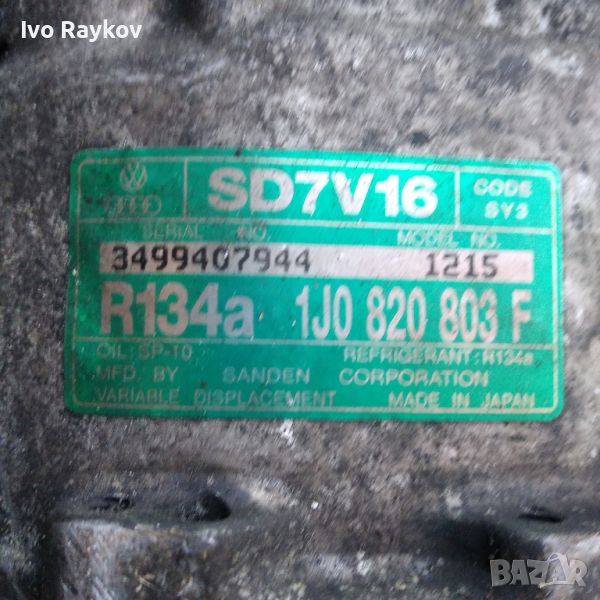 Ivo Raykov
SD7V16
CODE
SY3
SERIAL NO.
MODEL NO.
3499407944
1215
R134a
1J0 820 803 F
OIL: SP-10
REFRIGERANT: R134a
MFD. BY SANDEN CORPORATION
VARIABLE DISPLACEMENT
MADE IN JAPAN
BAZAR